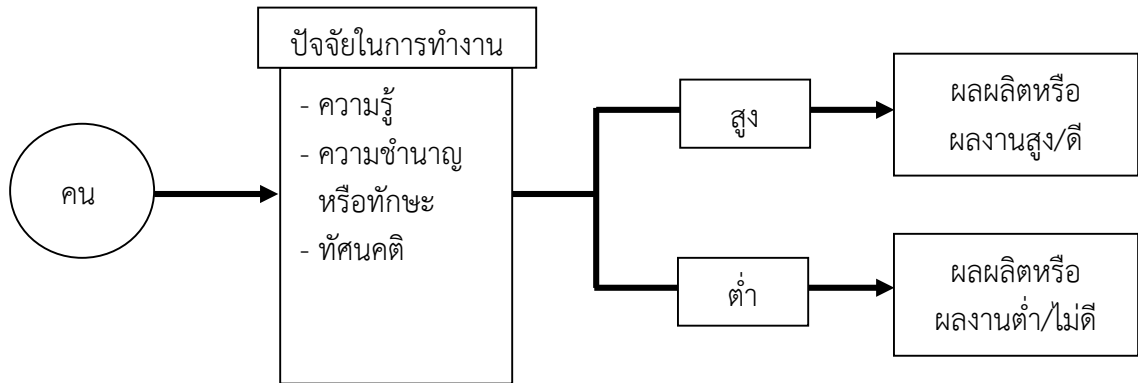 คน
ปัจจัยในการทำงาน
- ความรู้
- ความชำนาญ
หรือทักษะ
- ทัศนคติ
สูง
ผลผลิตหรือ
ผลงานสูง/ดี
ต่ำ
ผลผลิตหรือ
ผลงานต่ำ/ไม่ดี